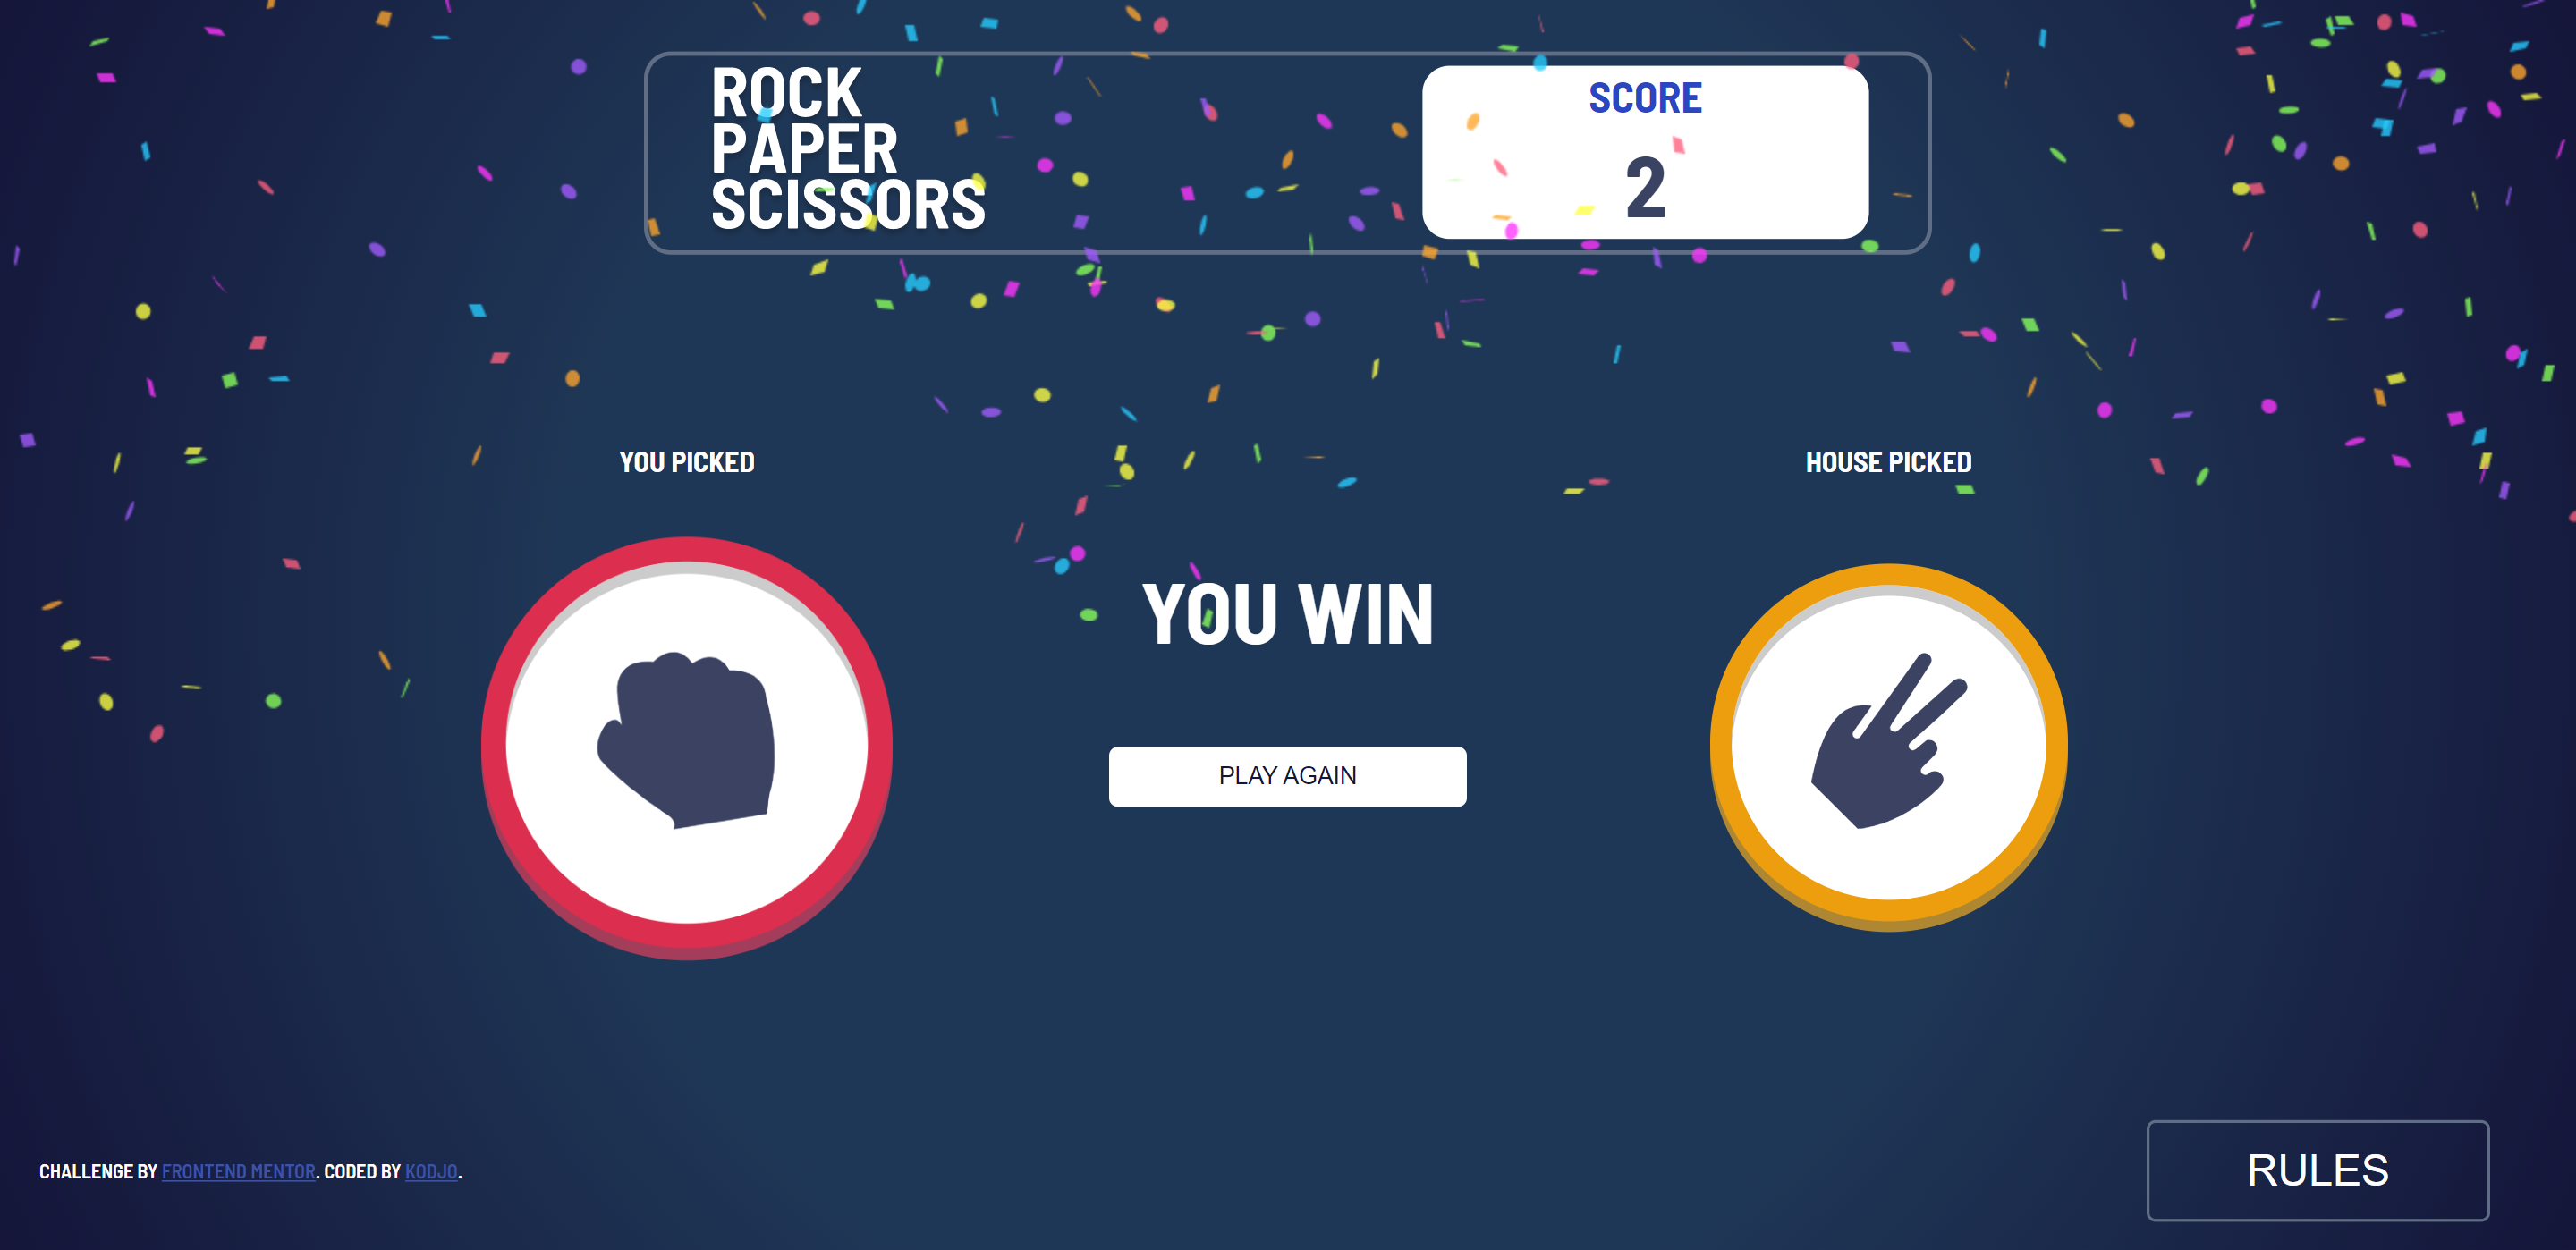 ROCK
PAPER
SCISSORS
SCORE
2
YOU PICKED
HOUSE PICKED
YOU WIN
PLAY AGAIN
CHALLENGE BY FRONTEND MENTOR. CODED BY KODJO.
RULES